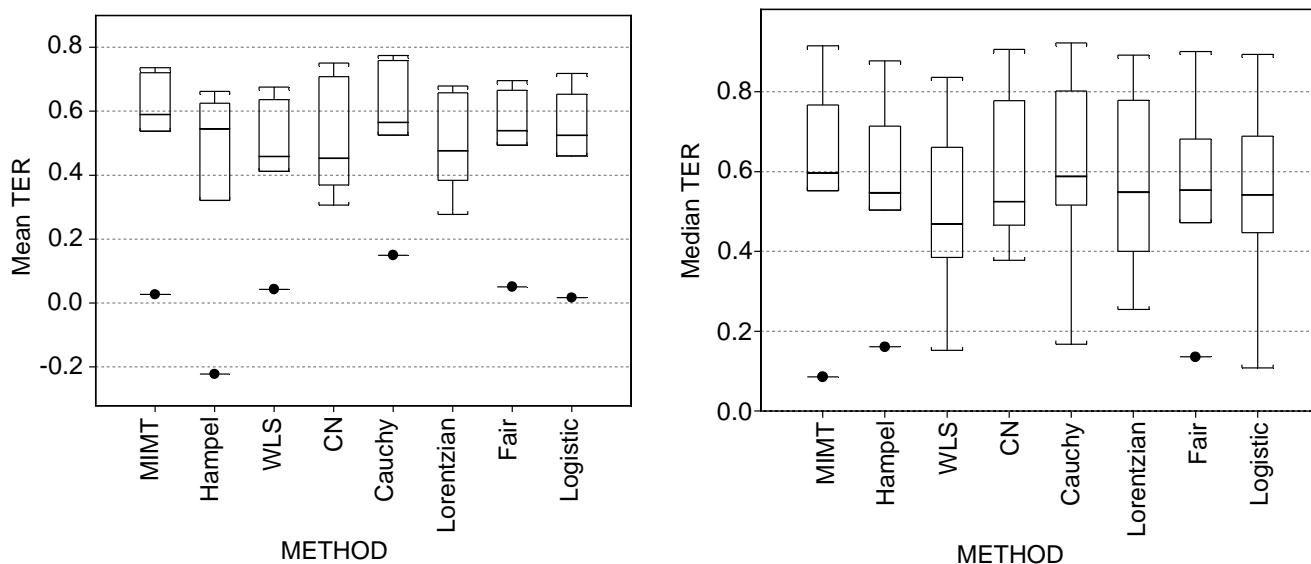 Mean TER
0.8
0.6
0.4
0.2
0.0
-0.2
MIMT
Hampel
WLS
CN
Cauchy
Lorentzian
Fair
Logistic
METHOD
Median TER
0.8
0.6
0.4
0.2
0.0
MIMT
Hampel
WLS
CN
Cauchy
Lorentzian
Fair
Logistic
METHOD